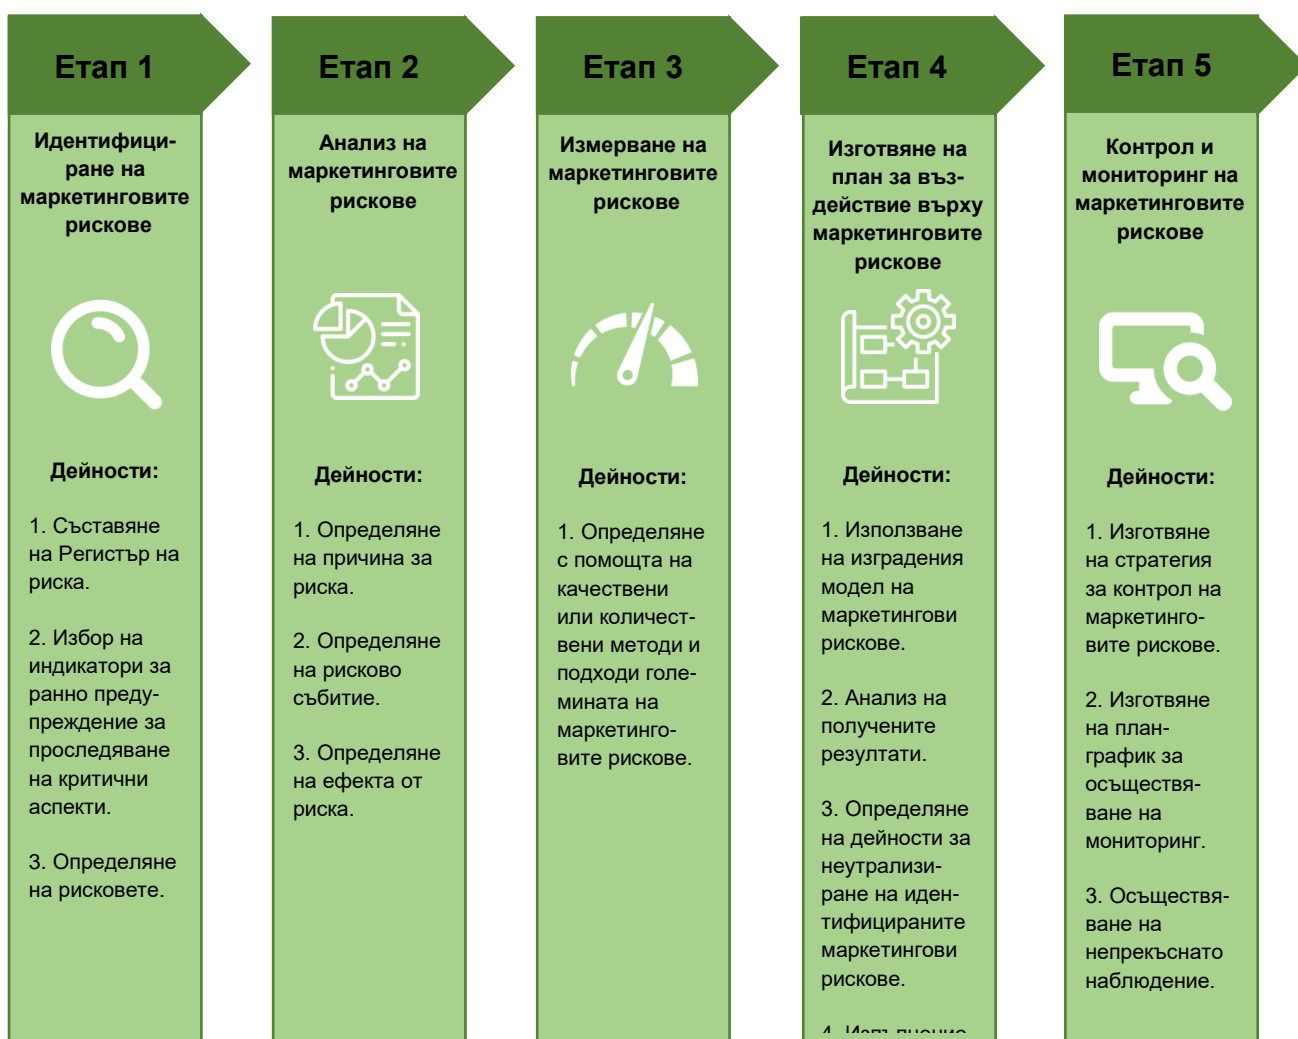 Етап 1
Идентифици-
ране на
маркетинговите
рискове
Дейности:
1. Съставяне
на Регистър на
риска.
2. Избор на
индикатори за
ранно преду-
преждение за
проследяване
на критични
аспекти.
3. Определяне
на рисковете.
Етап 2
Анализ на
маркетинговите
рискове
Дейности:
1. Определяне
на причина за
риска.
2. Определяне
на рисково
събитие.
3. Определяне
на ефекта от
риска.
Етап 3
Измерване на
маркетинговите
рискове
Дейности:
1. Определяне
с помощта на
качествени
или количест-
вени методи и
подходи голе-
мината на
маркетинго-
вите рискове.
Етап 4
Изготвяне на
план за въз-
действие върху
маркетинговите
рискове
Дейности:
1. Използване
на изградения
модел на
маркетингови
рискове.
2. Анализ на
получените
резултати.
3. Определяне
на дейности за
неутрализи-
ране на иден-
тифицираните
маркетингови
рискове.
4. Изпълнение
Етап 5
Контрол и
мониторинг на
маркетинговите
рискове
Дейности:
1. Изготвяне
на стратегия
за контрол на
маркетинго-
вите рискове.
2. Изготвяне
на план-
график за
осъществя-
ване на
мониторинг.
3. Осъществя-
ване на
непрекъснато
наблюдение.